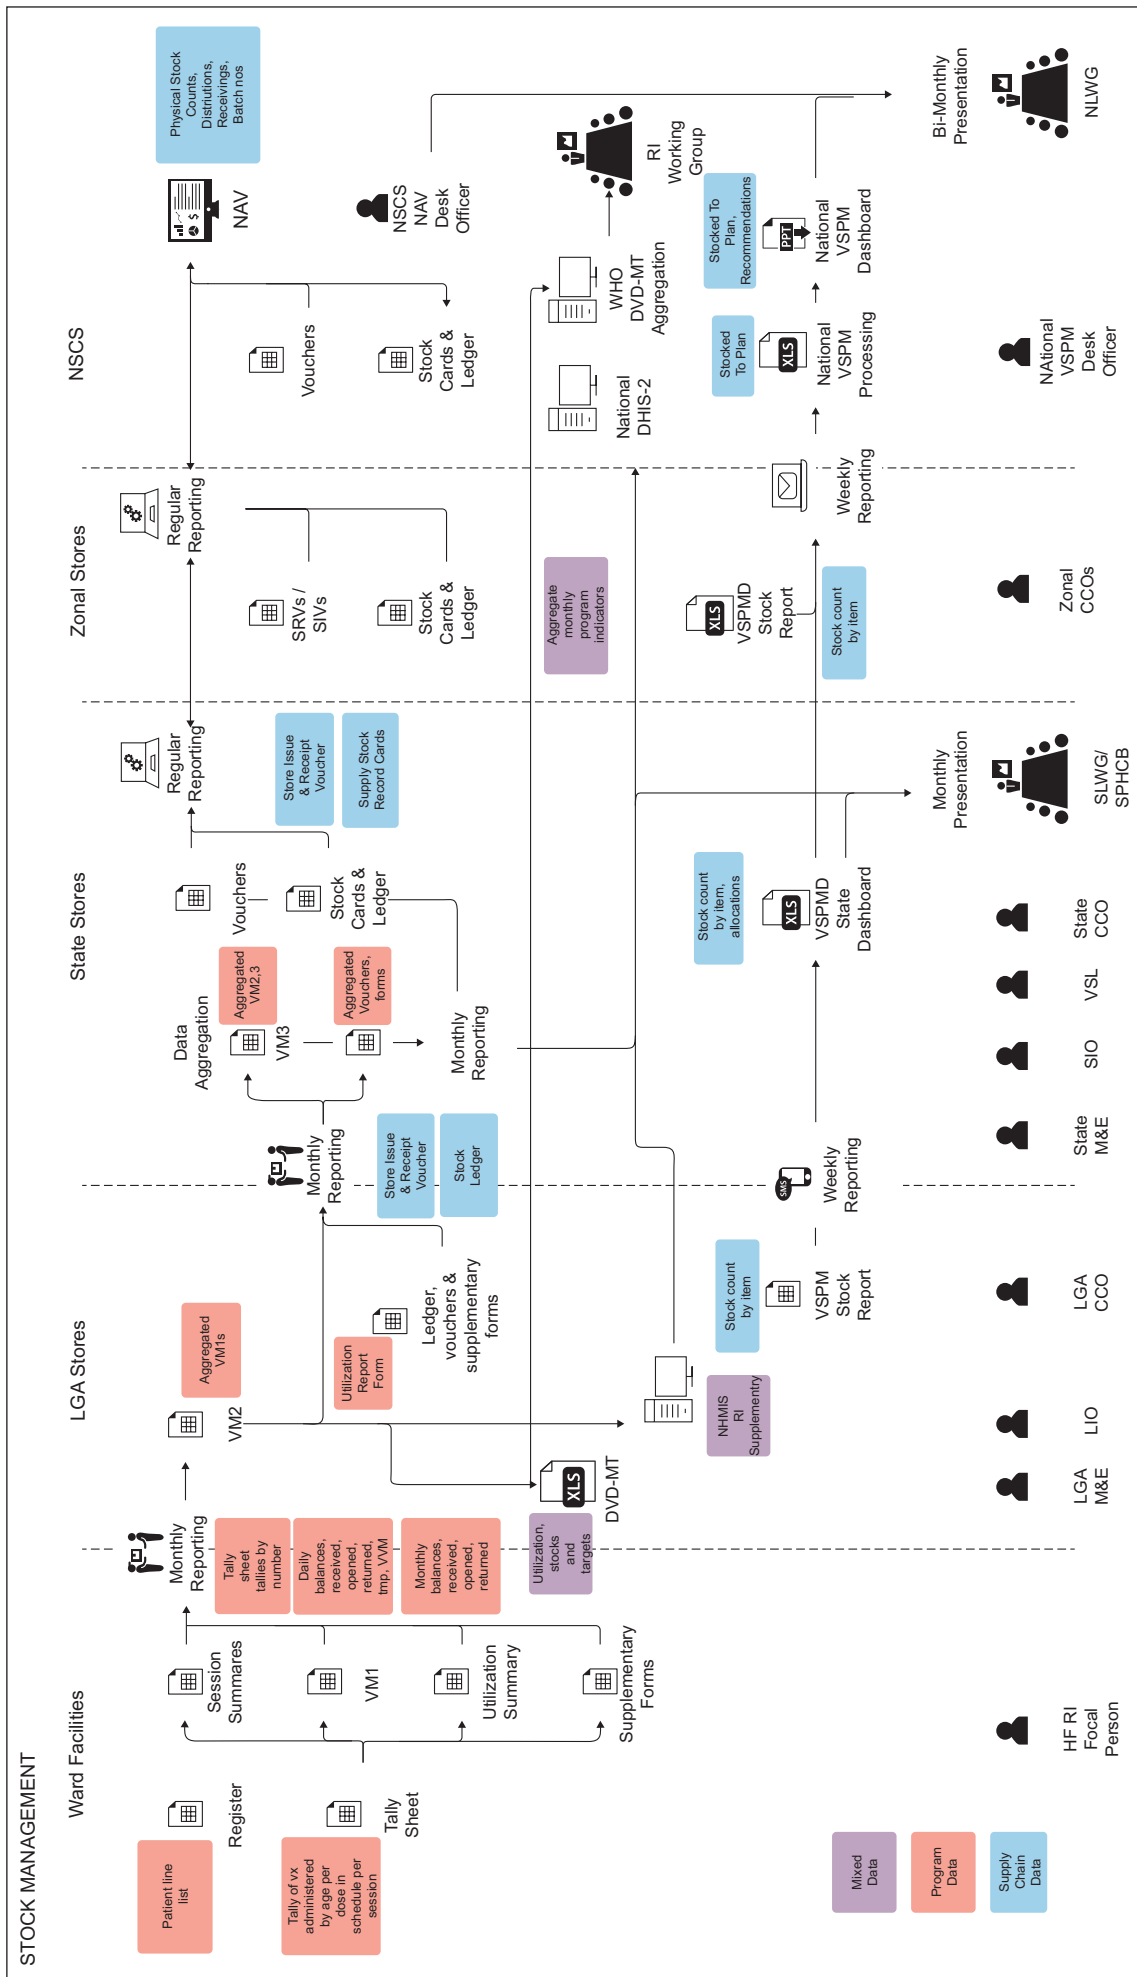 STOCK MANAGEMENT
Ward Facilities
LGA Stores
State Stores
Zonal Stores
NSCS
Patient line
list
Register
Tally of vx
administered
by age per
dose in
schedule per
session
Tally
Sheet
Session
Summares
VM1
Utilization
Summary
Supplementary
Forms
HF RI
Focal
Person
Monthly
Reporting
Tally
sheet
tallies by
number
Daily
balances,
received,
opened,
returned,
tmp, VVM
Monthly
balances,
received,
opened,
returned
Utilization,
stocks
and
targets
DVD-MT
Aggregated
VM1s
VM2
Utilization
Report
Form
Ledger,
vouchers &
supplementary
forms
NHMIS
RI
Supplementry
Stock count
by item
VSPM
Stock
Report
LGA
M&E
LIO
LGA
CCO
Monthly
Reporting
Store Issue
& Receipt
Voucher
Stock
Ledger
Weekly
Reporting
SMS
Data
Aggregation
Aggregated
VM2,3
VM3
Aggregated
Vouchers,
forms
Monthly
Reporting
Vouchers
Stock
Cards &
Ledger
Stock count
by item,
allocations
VSPMD
State
Dashboard
State
M&E
SIO
VSL
State
CCO
Regular
Reporting
Store Issue
& Receipt
Voucher
Supply Stock
Record Cards
Monthly
Presentation
SLWG/
SPHCB
SRVs /
SIVs
Stock
Cards &
Ledger
Aggregate
monthly
program
indicators
VSPMD
Stock
Report
Stock count
by item
Zonal
CCOs
Regular
Reporting
Weekly
Reporting
Vouchers
Stock
Cards &
Ledger
National
DHIS-2
WHO
DVD-MT
Aggregation
Stocked
To Plan
National
VSPM
Processing
NAtional
VSPM
Desk
Officer
NAV
Physical Stock
Counts,
Distriutions,
Receivings,
Batch nos
NSCS
NAV
Desk
Officer
RI
Working
Group
Stocked To
Plan,
Recommendations
National
VSPM
Dashboard
Bi-Monthly
Presentation
NLWG
XLS
XLS
XLS
XLS
PPT
Mixed
Data
Program
Data
Supply
Chain
Data